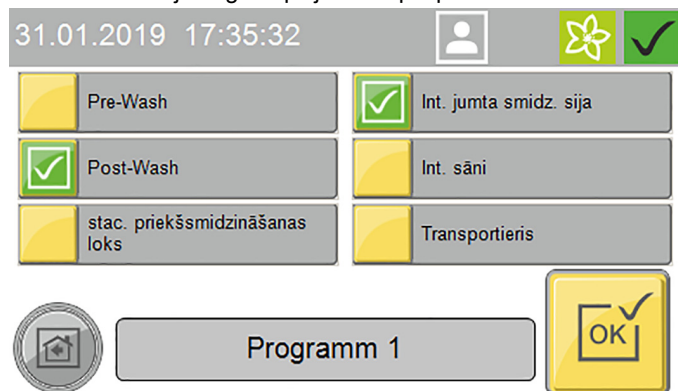 31.01.2019 17:35:32
Pre-Wash
Int. jumta smidz. sija
Post-Wash
Int. sāni
stac. priekšsmidzināšanas
loks
Transportieris
Programm 1
OK